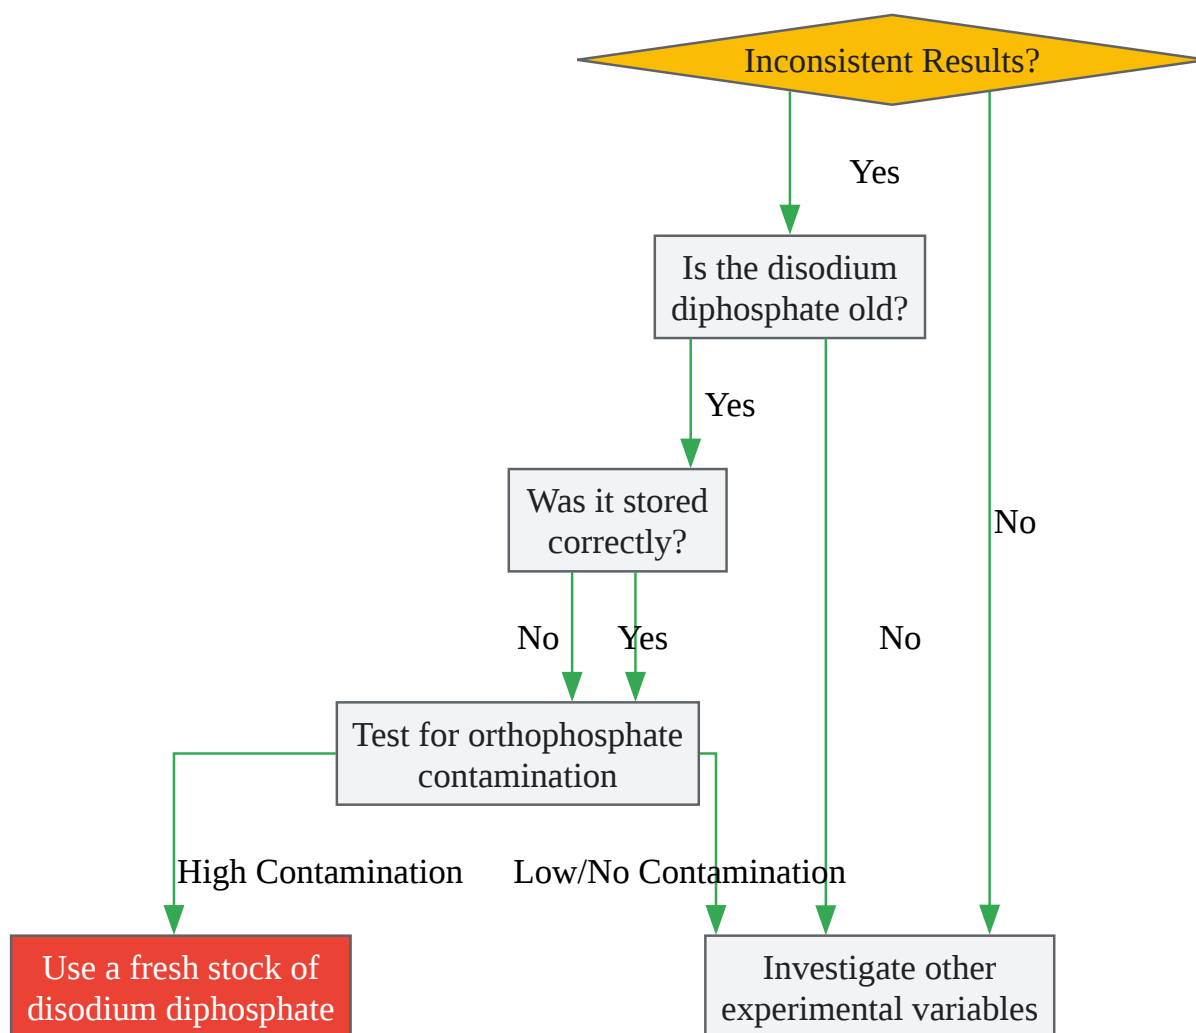 Inconsistent Results?
Yes
Is the disodium
diphosphate old?
Yes
Was it stored
correctly?
No
No
Yes
No
Test for orthophosphate
contamination
High Contamination
Low/No Contamination
Use a fresh stock of
disodium diphosphate
Investigate other
experimental variables